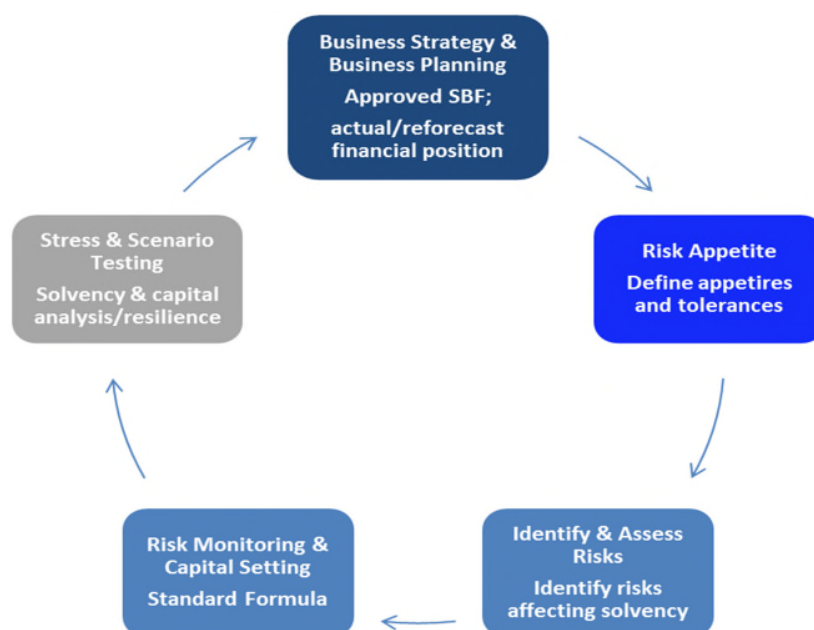 Business Strategy &
Business Planning
Approved SBF;
actual/reforecast
financial position
Risk Appetite
Define appetires
and tolerances
Identify & Assess
Risks
Identify risks
affecting solvency
Risk Monitoring &
Capital Setting
Standard Formula
Stress & Scenario
Testing
Solvency & capital
analysis/resilience